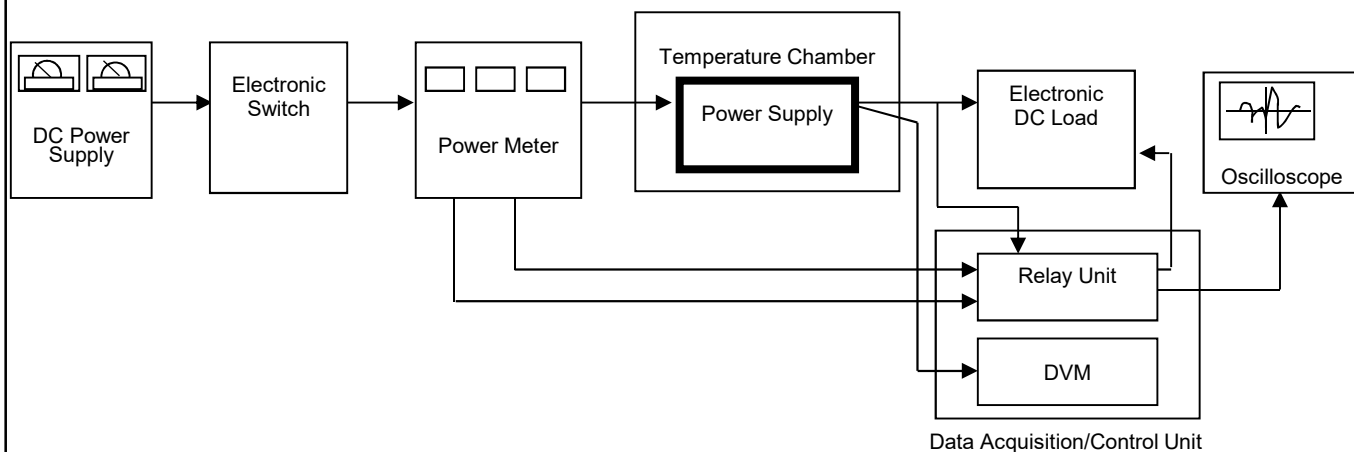 DC Power
Supply
Electronic
Switch
Power Meter
Temperature Chamber
Power Supply
Electronic
DC Load
Oscilloscope
Relay Unit
DVM
Data Acquisition/Control Unit